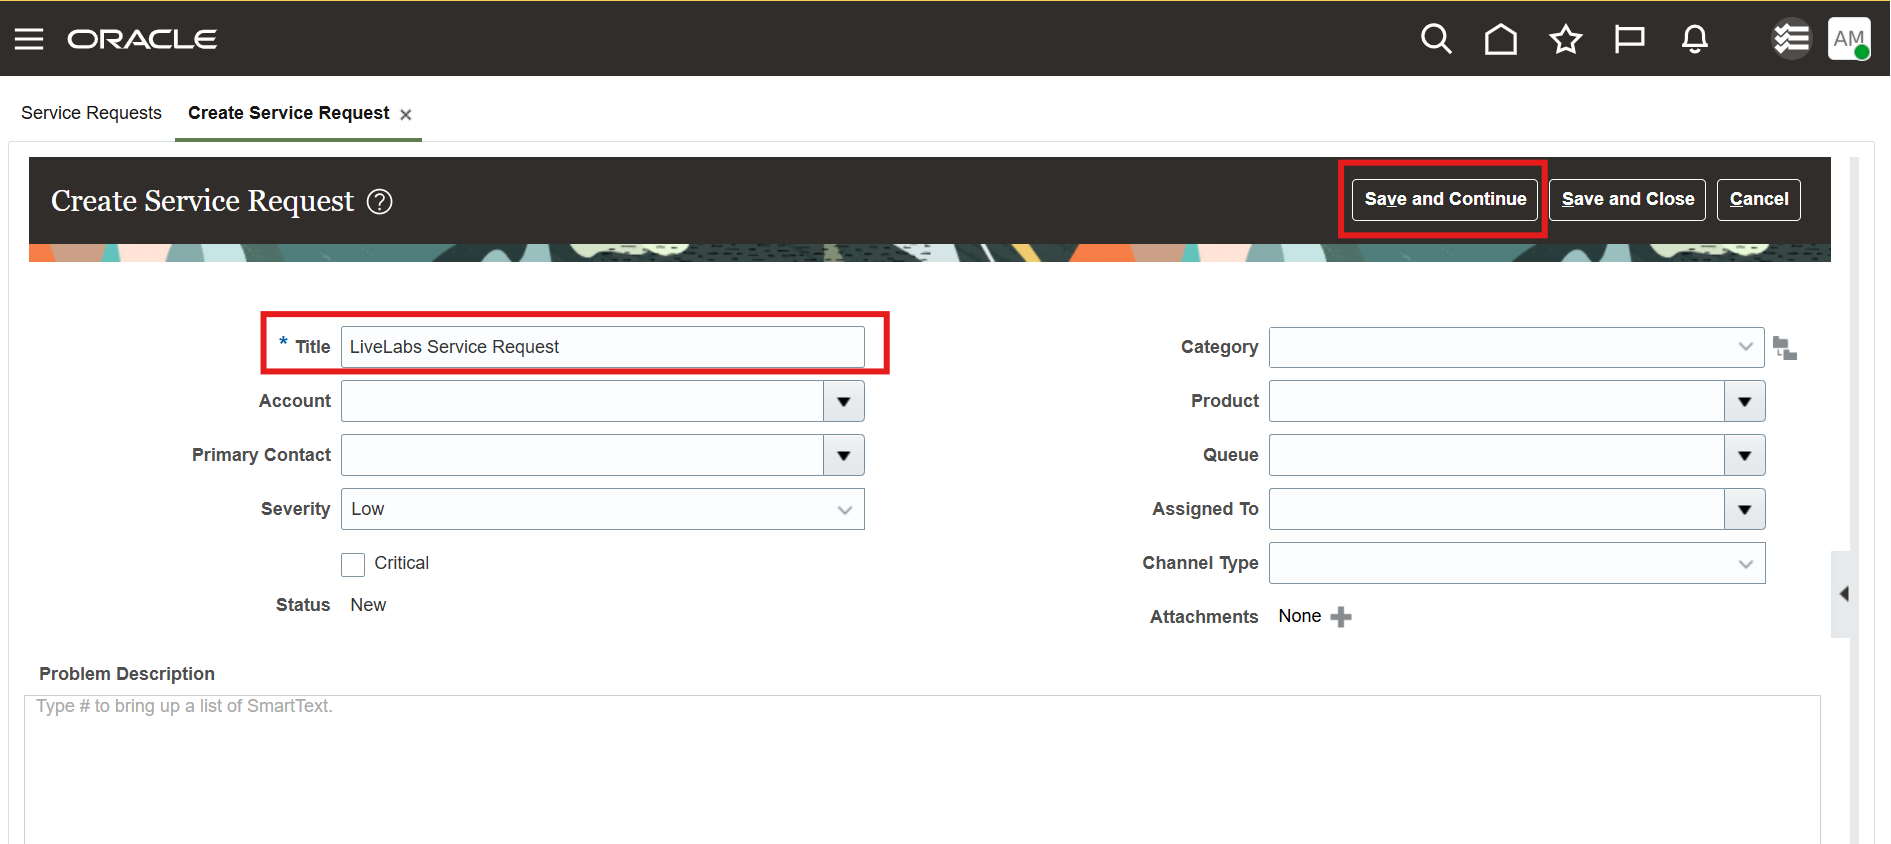 ORACLE
AM
Service Requests
Create Service Request
Create Service Request
Save and Continue
Save and Close
Cancel
* Title
LiveLabs Service Request
Category
Account
Product
Primary Contact
Queue
Severity
Low
Assigned To
Critical
Channel Type
Status
New
Attachments
None
Problem Description
Type # to bring up a list of SmartText.